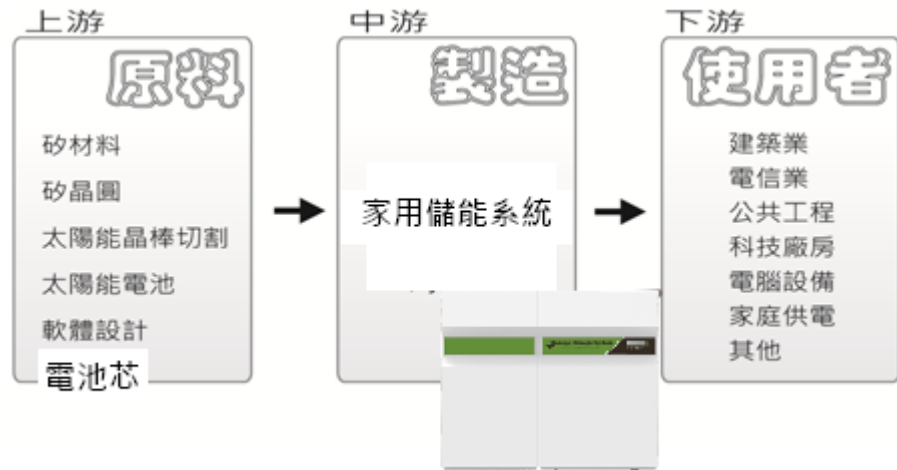 上游
原料
矽材料
矽晶圓
太陽能晶棒切割
太陽能電池
軟體設計
電池芯
中游
製造
家用儲能系統
下游
使用者
建築業
電信業
公共工程
科技廠房
電腦設備
家庭供電
其他